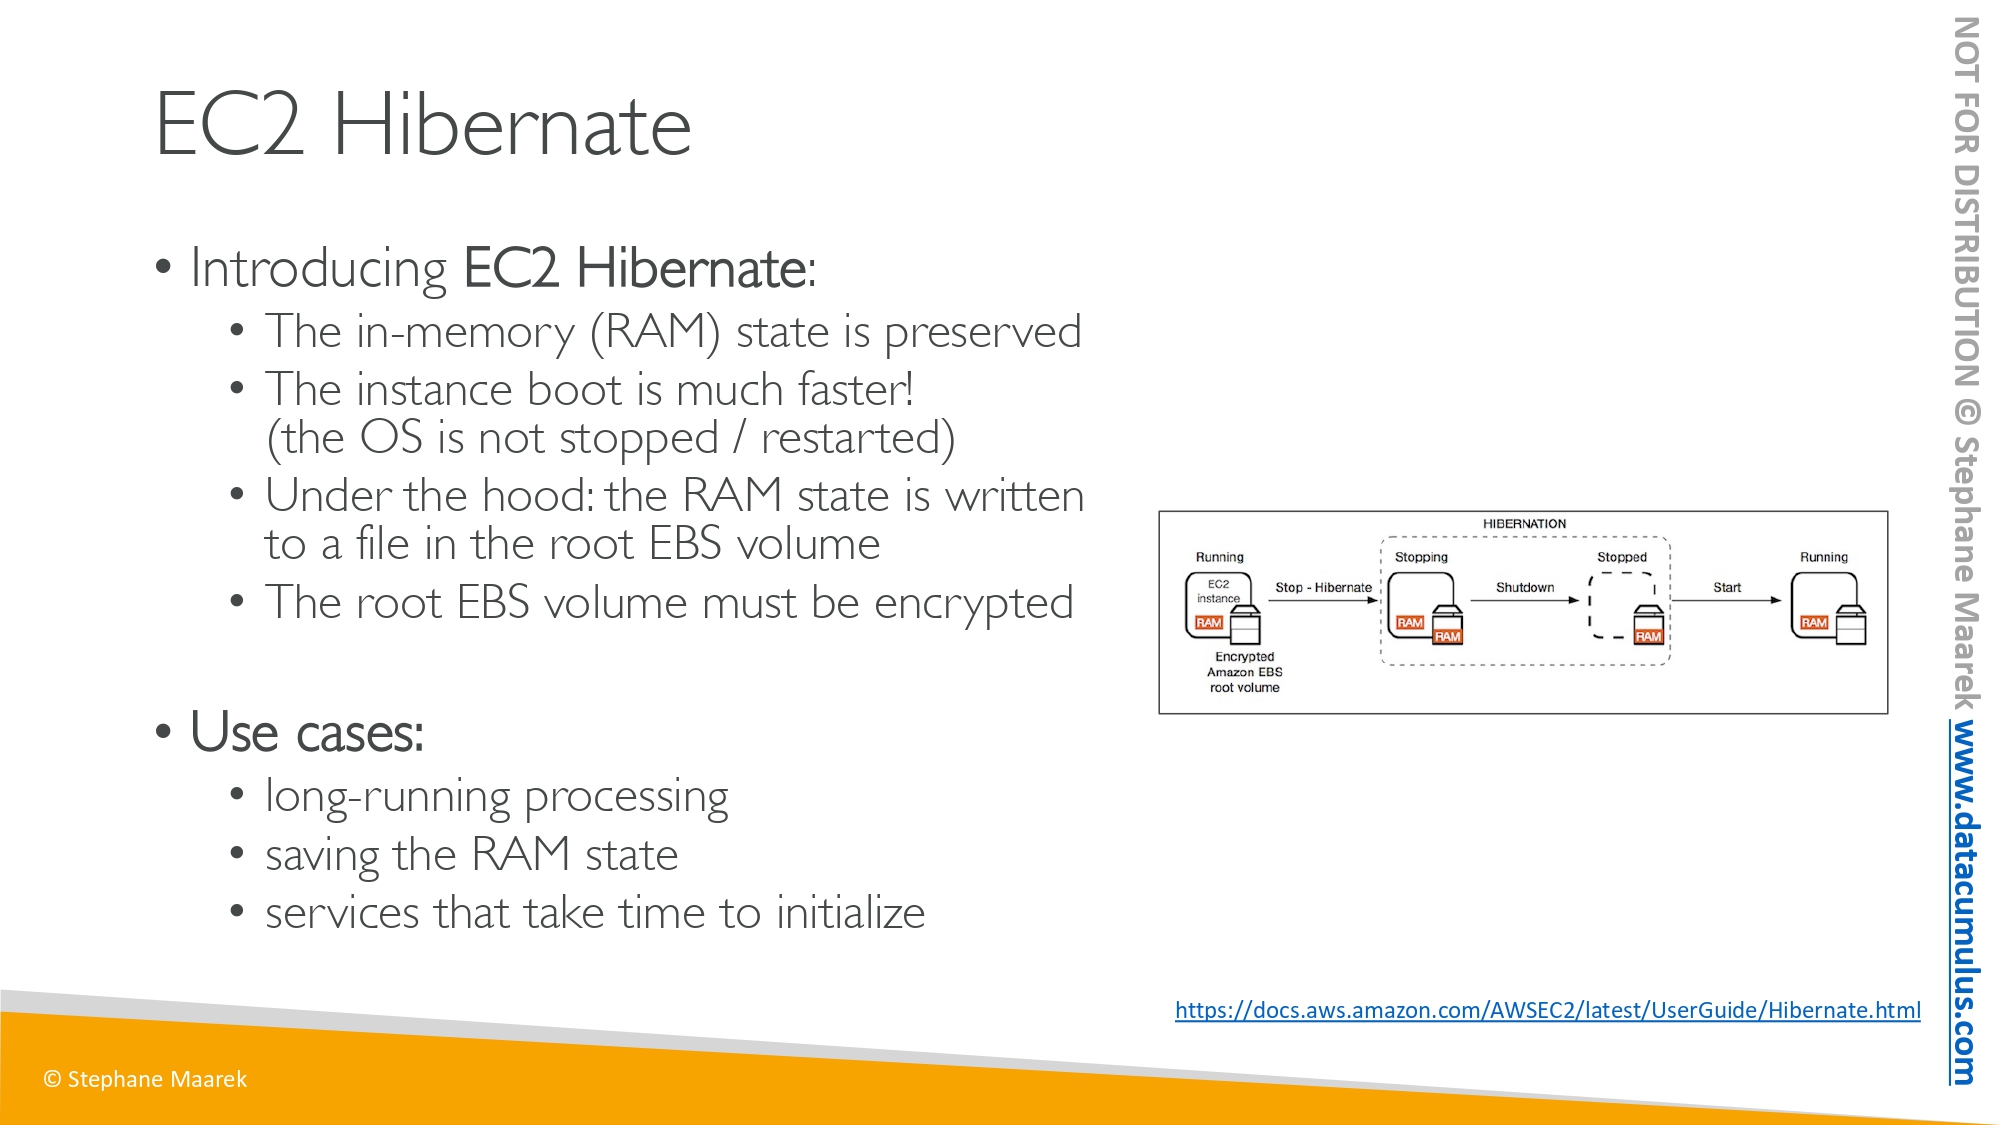 EC2 Hibernate
• Introducing EC2 Hibernate:
• The in-memory (RAM) state is preserved
• The instance boot is much faster!
(the OS is not stopped / restarted)
• Under the hood: the RAM state is written
to a file in the root EBS volume
• The root EBS volume must be encrypted
• Use cases:
• long-running processing
• saving the RAM state
• services that take time to initialize
HIBERNATION
Running
Stopping
Stopped
Running
EC2
instance
RAM
Stop - Hibernate
RAM
RAM
Shutdown
RAM
Start
RAM
Encrypted
Amazon EBS
root volume
https://docs.aws.amazon.com/AWSEC2/latest/UserGuide/Hibernate.html
© Stephane Maarek
NOT FOR DISTRIBUTION © Stephane Maarek www.datacumulus.com